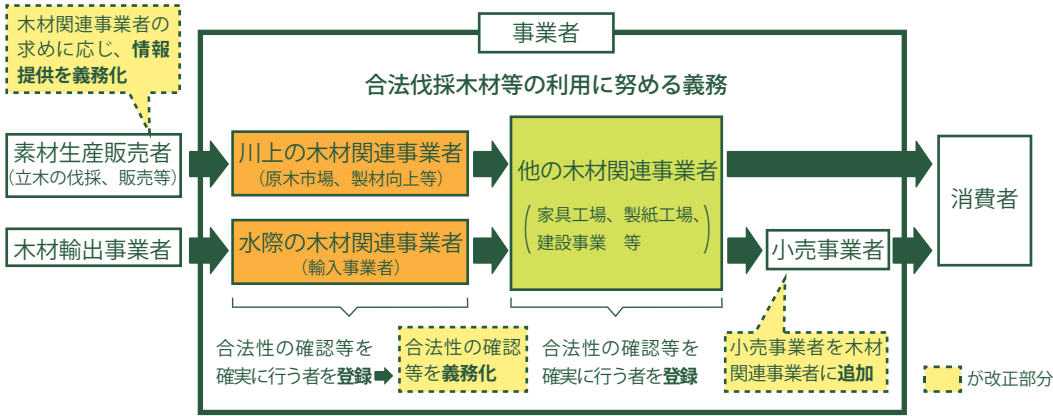 木材関連事業者の
求めに応じ、情報
提供を義務化
事業者
合法伐採木材等の利用に努める義務
素材生産販売者
(立木の伐採、販売等)
川上の木材関連事業者
(原木市場、製材向上等)
他の木材関連事業者
家具工場、製紙工場、
建設事業 等
消費者
木材輸出事業者
水際の木材関連事業者
(輸入事業者)
小売事業者
合法性の確認等を
確実に行う者を登録
合法性の確認
等を義務化
合法性の確認等を
確実に行う者を登録
小売事業者を木材
関連事業者に追加
が改正部分